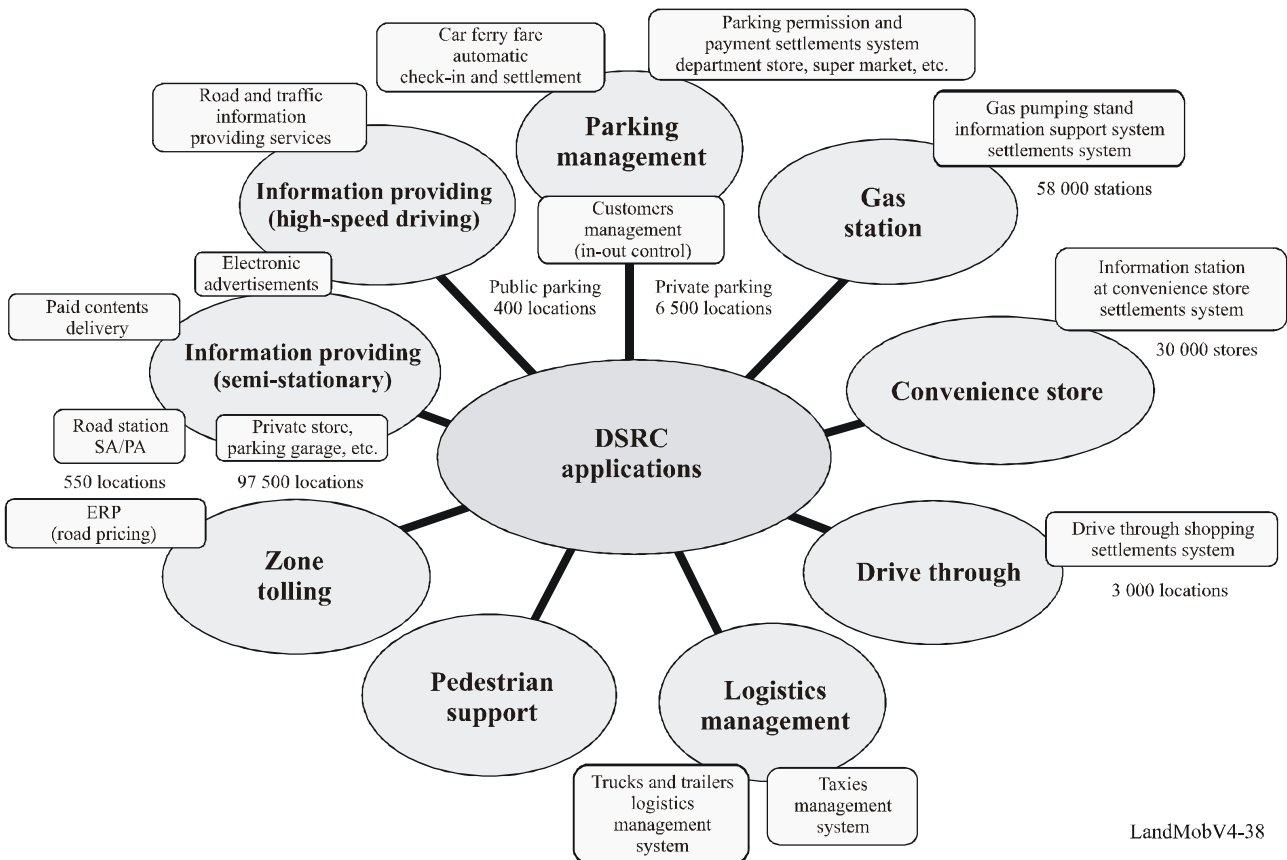 Car ferry fare
automatic
check-in and settlement
Parking permission and
payment settlements system
department store, super market, etc.
Road and traffic
information
providing services
Parking
management
Gas pumping stand
information support system
settlements system
58 000 stations
Information providing
(high-speed driving)
Customers
management
(in-out control)
Gas
station
Electronic
advertisements
Public parking
400 locations
Private parking
6 500 locations
Information station
at convenience store
settlements system
30 000 stores
Paid contents
delivery
Information providing
(semi-stationary)
Convenience store
Road station
SA/PA
550 locations
Private store,
parking garage, etc.
97 500 locations
DSRC
applications
ERP
(road pricing)
Zone
tolling
Drive through
Drive through shopping
settlements system
3 000 locations
Pedestrian
support
Logistics
management
Trucks and trailers
logistics
management
system
Taxies
management
system
LandMobV4-38